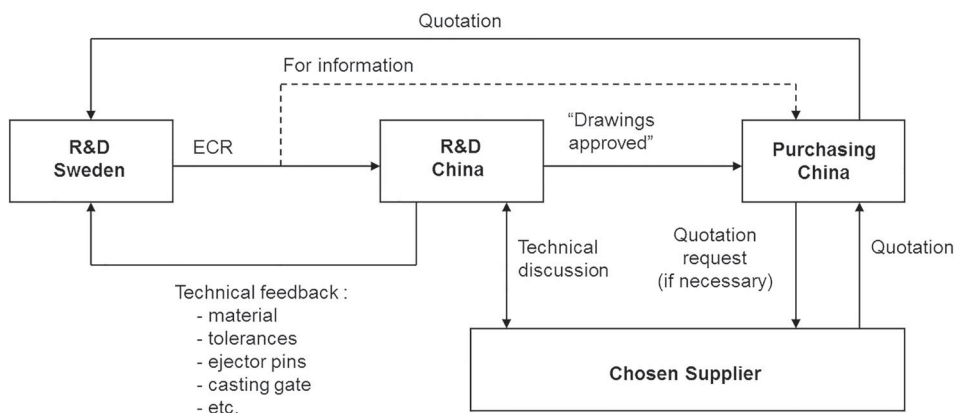 Quotation
For information
R&D
Sweden
ECR
R&D
China
“Drawings
approved”
Purchasing
China
Technical feedback :
- material
- tolerances
- ejector pins
- casting gate
- etc.
Technical
discussion
Quotation
request
(if necessary)
Quotation
Chosen Supplier